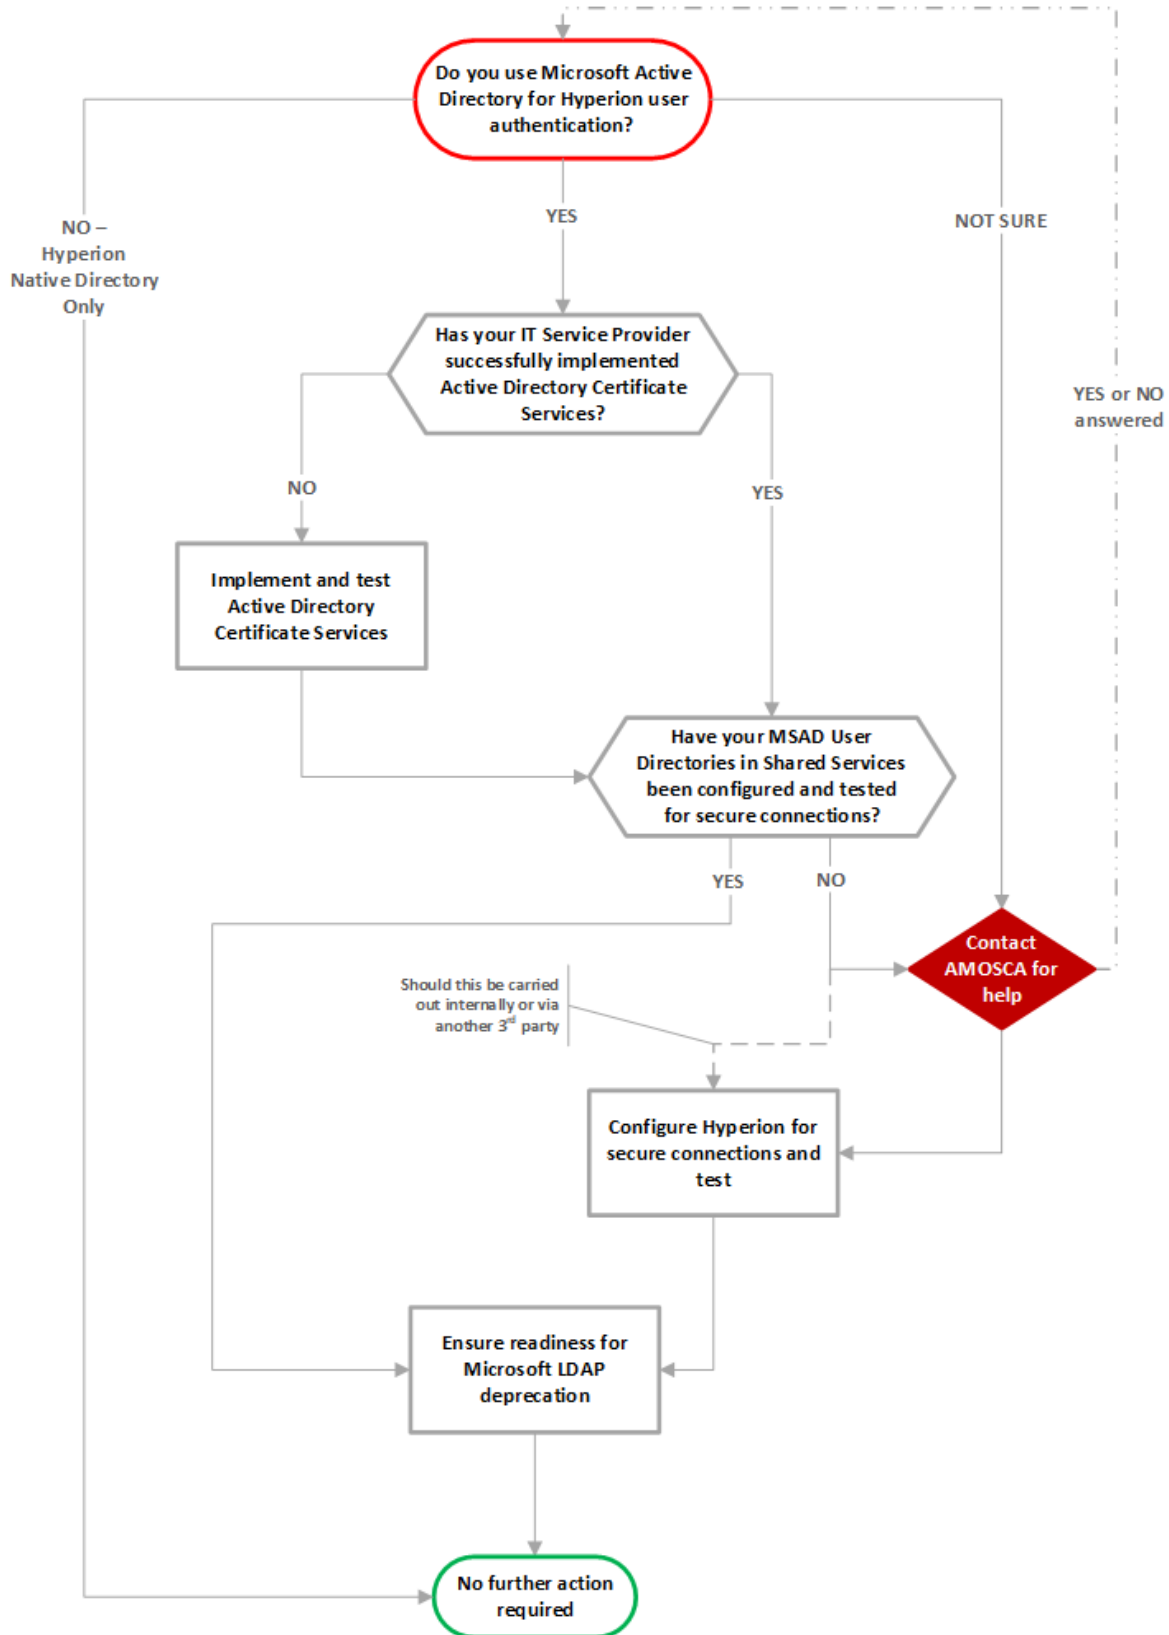 Do you use Microsoft Active
Directory for Hyperion user
authentication?
NO –
Hyperion
Native Directory
Only
YES
NOT SURE
Has your IT Service Provider
successfully implemented
Active Directory Certificate
Services?
YES or NO
answered
NO
YES
Implement and test
Active Directory
Certificate Services
Have your MSAD User
Directories in Shared Services
been configured and tested
for secure connections?
YES
NO
Contact
AMOSCA for
help
Should this be carried
out internally or via
another 3rd party
Configure Hyperion for
secure connections and
test
Ensure readiness for
Microsoft LDAP
deprecation
No further action
required